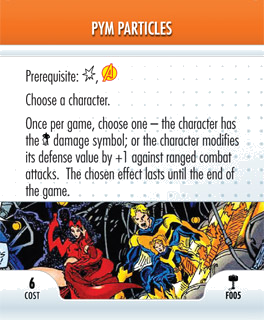 PYM PARTICLES
Prerequisite: ,
Choose a character.
Once per game, choose one – the character has
the damage symbol; or the character modifies
its defense value by +1 against ranged combat
attacks. The chosen effect lasts until the end of
the game.
6
COST
F005